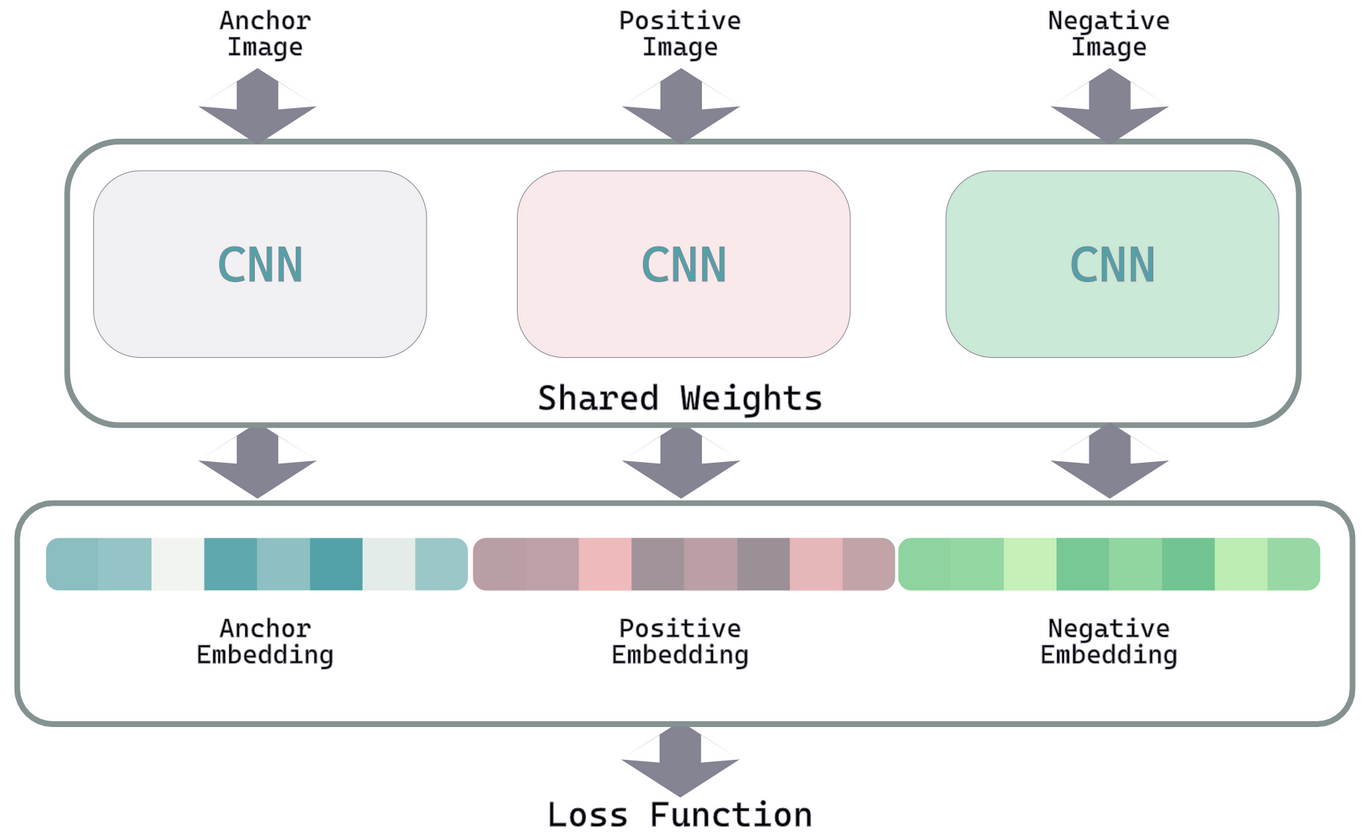 Anchor
Image
Positive
Image
Negative
Image
CNN
CNN
CNN
Shared Weights
Anchor
Embedding
Positive
Embedding
Negative
Embedding
Loss Function